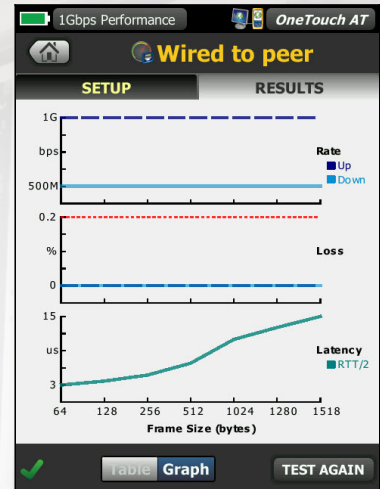 1Gbps Performance OneTouch AT
Wired to peer
SETUP RESULTS
1G
bps
500M
Rate
Up
Down
0.2
%
0
Loss
15
us
3
Latency
RTT/2
64 128 256 512 1024 1280 1518
Frame Size (bytes)
Table Graph TEST AGAIN